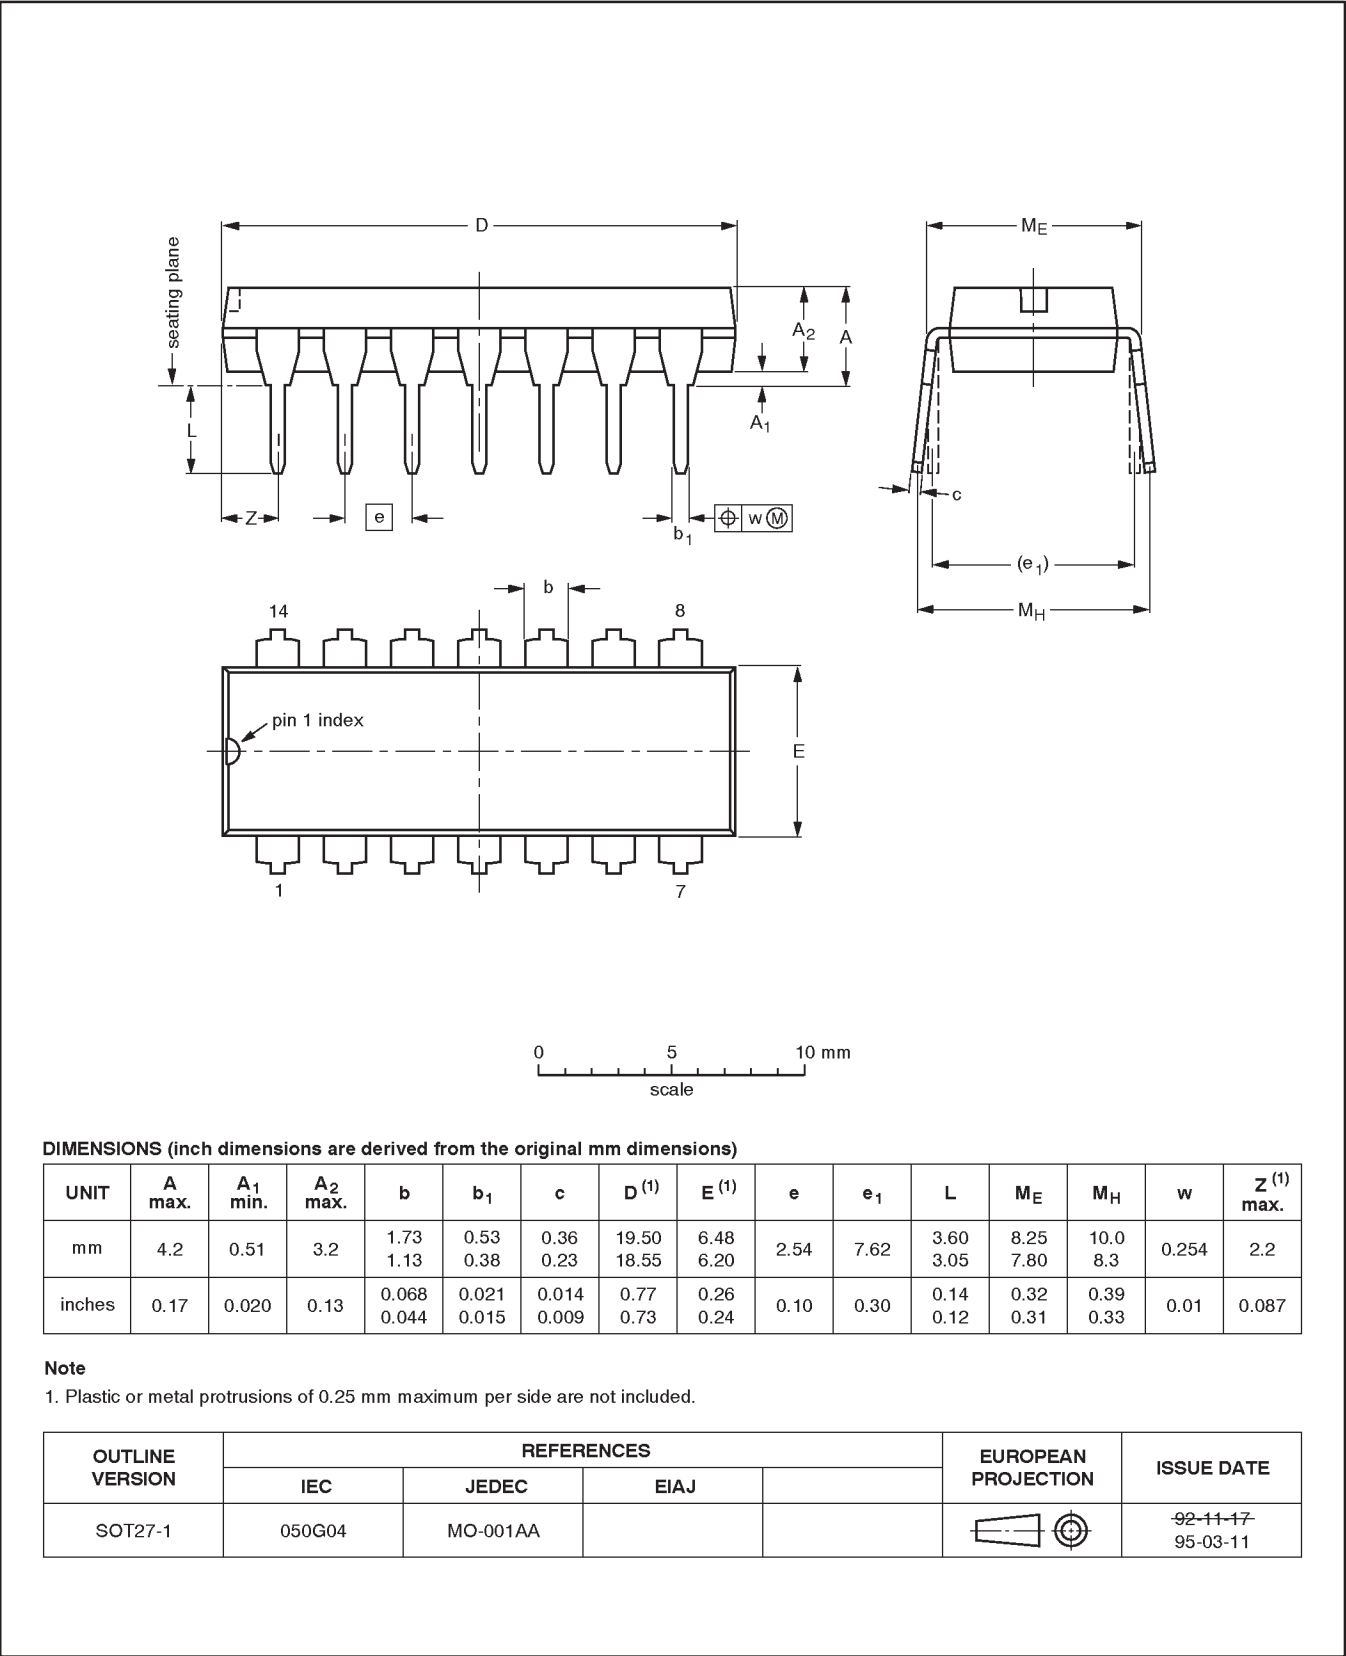 D
ME
seating plane
A2
A
A1
L
Z
e
b1
w M
c
(e1)
MH
b
14
8
pin 1 index
E
1
7
0
5
10 mm
scale
DIMENSIONS (inch dimensions are derived from the original mm dimensions)
UNIT A max. A1 min. A2 max. b b1 c D (1) E (1) e e1 L ME MH w Z (1) max.
mm 4.2 0.51 3.2 1.73 1.13 0.53 0.38 0.36 0.23 19.50 18.55 6.48 6.20 2.54 7.62 3.60 3.05 8.25 7.80 10.0 8.3 0.254 2.2
inches 0.17 0.020 0.13 0.068 0.044 0.021 0.015 0.014 0.009 0.77 0.73 0.26 0.24 0.10 0.30 0.14 0.12 0.32 0.31 0.39 0.33 0.01 0.087
Note
1. Plastic or metal protrusions of 0.25 mm maximum per side are not included.
OUTLINE VERSION
REFERENCES
IEC JEDEC EIAJ
EUROPEAN PROJECTION
ISSUE DATE
SOT27-1 050G04 MO-001AA
92-11-17
95-03-11